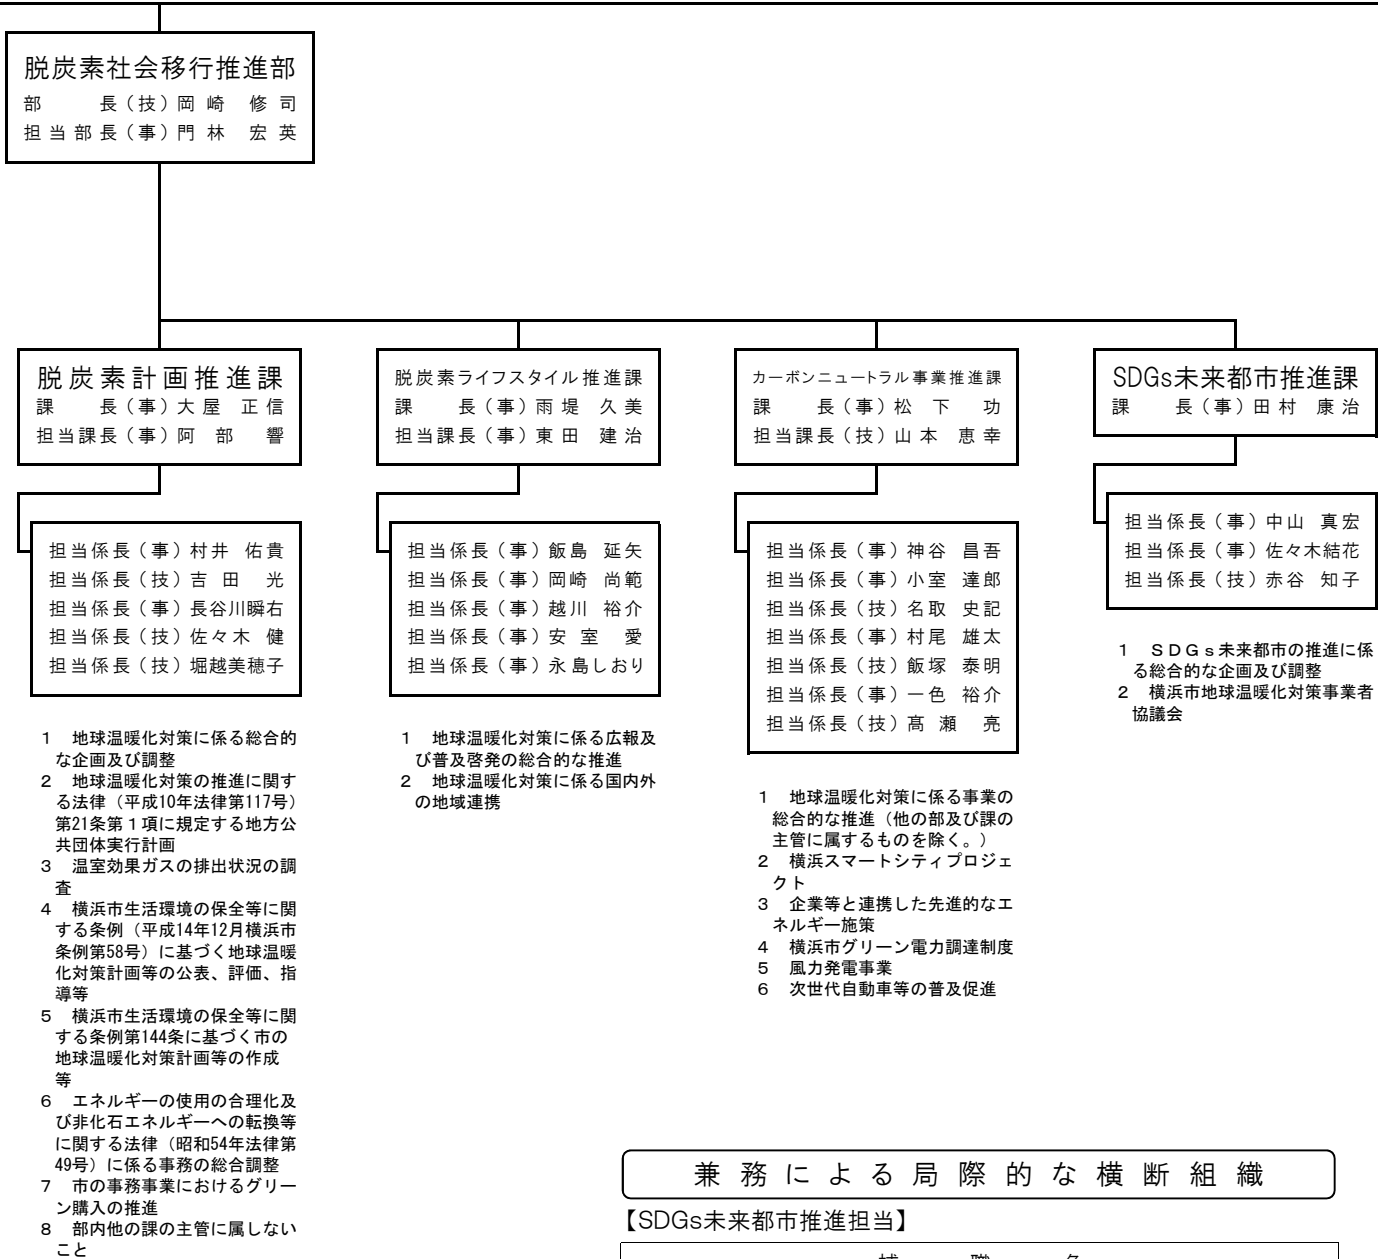 脱炭素社会移行推進部
部　　長（技）岡崎　修司
担当部長（事）門林　宏英
脱炭素計画推進課
課　　長（事）大屋　正信
担当課長（事）阿部　響
担当係長（事）村井　佑貴
担当係長（技）吉田　光
担当係長（事）長谷川瞬右
担当係長（技）佐々木　健
担当係長（技）堀越美穂子
１　地球温暖化対策に係る総合的
な企画及び調整
２　地球温暖化対策の推進に関す
る法律（平成10年法律第117号）
第21条第１項に規定する地方公
共団体実行計画
３　温室効果ガスの排出状況の調
査
４　横浜市生活環境の保全等に関
する条例（平成14年12月横浜市
条例第58号）に基づく地球温暖
化対策計画等の公表、評価、指
導等
５　横浜市生活環境の保全等に関
する条例第144条に基づく市の
地球温暖化対策計画等の作成
等
６　エネルギーの使用の合理化及
び非化石エネルギーへの転換等
に関する法律（昭和54年法律第
49号）に係る事務の総合調整
７　市の事務事業におけるグリー
ン購入の推進
８　部内他の課の主管に属しない
こと
脱炭素ライフスタイル推進課
課　　長（事）雨堤　久美
担当課長（事）東田　建治
担当係長（事）飯島　延矢
担当係長（事）岡崎　尚範
担当係長（事）越川　裕介
担当係長（事）安室　愛
担当係長（事）永島しおり
１　地球温暖化対策に係る広報及
び普及啓発の総合的な推進
２　地球温暖化対策に係る国内外
の地域連携
カーボンニュートラル事業推進課
課　　長（事）松下　功
担当課長（技）山本　恵幸
担当係長（事）神谷　昌吾
担当係長（事）小室　達郎
担当係長（技）名取　史記
担当係長（事）村尾　雄太
担当係長（技）飯塚　泰明
担当係長（事）一色　裕介
担当係長（技）髙瀬　亮
１　地球温暖化対策に係る事業の
総合的な推進（他の部及び課の
主管に属するものを除く。）
２　横浜スマートシティプロジェ
クト
３　企業等と連携した先進的なエ
ネルギー施策
４　横浜市グリーン電力調達制度
５　風力発電事業
６　次世代自動車等の普及促進
SDGs未来都市推進課
課　　長（事）田村　康治
担当係長（事）中山　真宏
担当係長（事）佐々木結花
担当係長（技）赤谷　知子
１　ＳＤＧｓ未来都市の推進に係
る総合的な企画及び調整
２　横浜市地球温暖化対策事業者
協議会
兼務による局際的な横断組織
【SDGs未来都市推進担当】